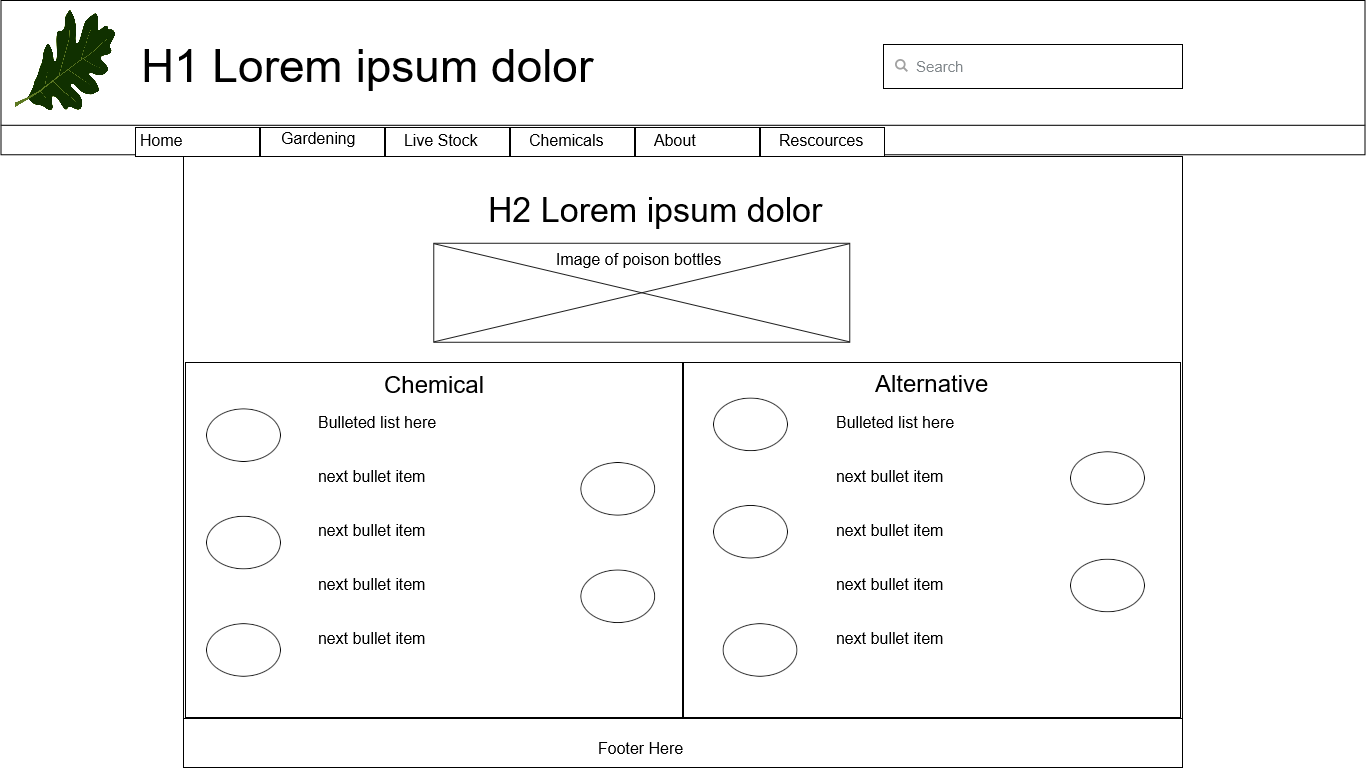 H1 Lorem ipsum dolor
Search
Home
Gardening
Live Stock
Chemicals
About
Rescources
H2 Lorem ipsum dolor
Image of poison bottles
Chemical
Bulleted list here
next bullet item
next bullet item
next bullet item
next bullet item
Alternative
Bulleted list here
next bullet item
next bullet item
next bullet item
next bullet item
Footer Here